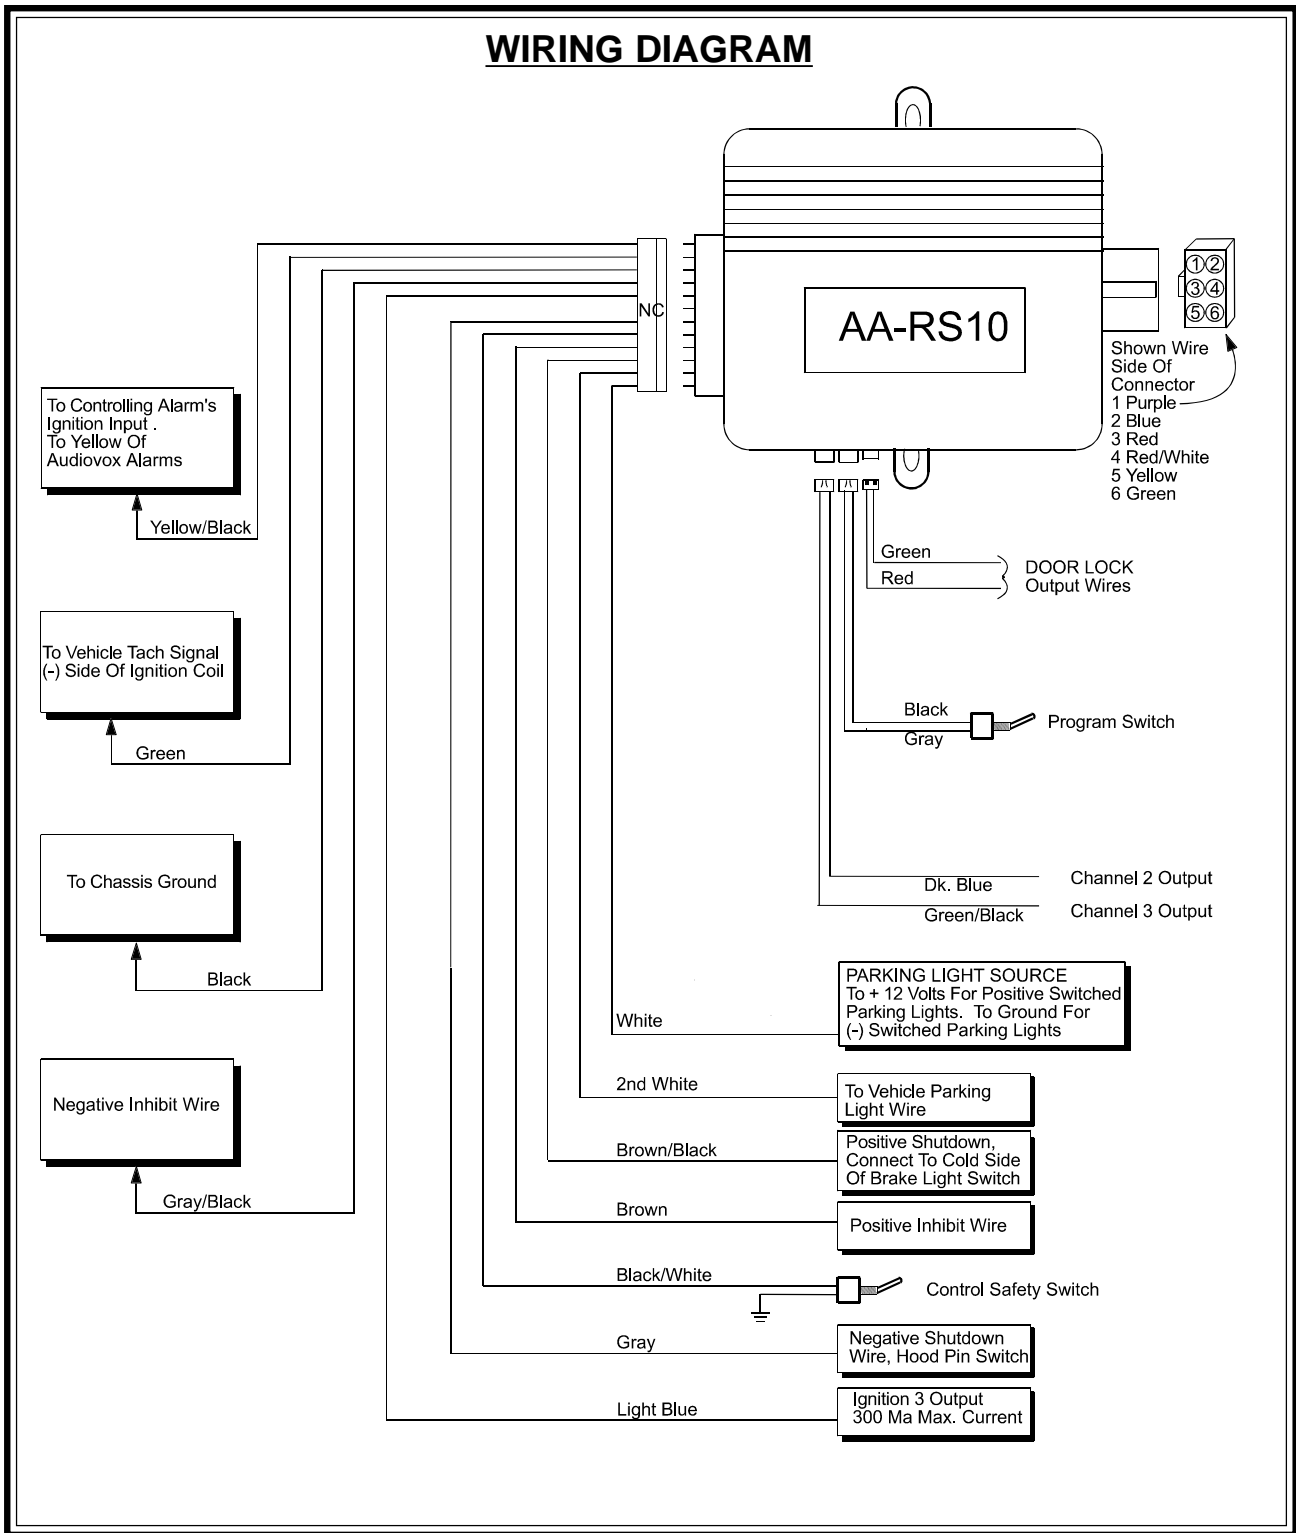 WIRING DIAGRAM
NC
AA-RS10
1 2
3 4
5 6
Shown Wire
Side Of
Connector
1 Purple
2 Blue
3 Red
4 Red/White
5 Yellow
6 Green
To Controlling Alarm's
Ignition Input .
To Yellow Of
Audiovox Alarms
Yellow/Black
Green
Red
DOOR LOCK
Output Wires
To Vehicle Tach Signal
(-) Side Of Ignition Coil
Green
Black
Gray
Program Switch
To Chassis Ground
Black
Dk. Blue
Channel 2 Output
Green/Black
Channel 3 Output
White
PARKING LIGHT SOURCE
To + 12 Volts For Positive Switched
Parking Lights. To Ground For
(-) Switched Parking Lights
Negative Inhibit Wire
Gray/Black
2nd White
To Vehicle Parking
Light Wire
Brown/Black
Positive Shutdown,
Connect To Cold Side
Of Brake Light Switch
Brown
Positive Inhibit Wire
Black/White
Control Safety Switch
Gray
Negative Shutdown
Wire, Hood Pin Switch
Light Blue
Ignition 3 Output
300 Ma Max. Current